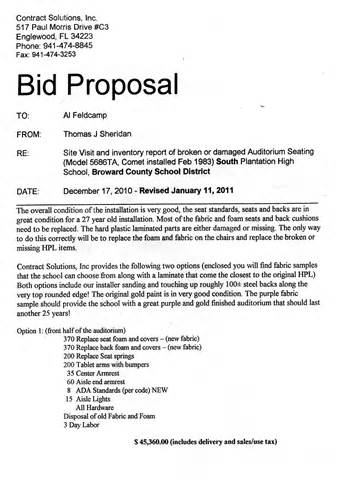 Contract Solutions, Inc.
517 Paul Morris Drive #C3
Englewood, FL 34223
Phone: 941-474-8845
Fax: 941-474-3253
Bid Proposal
TO: Al Feldcamp
FROM: Thomas J Sheridan
RE: Site Visit and inventory report of broken or damaged Auditorium Seating
(Model 5686TA, Comet installed Feb 1983) South Plantation High
School, Broward County School District
DATE: December 17, 2010 - Revised January 11, 2011
The overall condition of the installation is very good, the seat standards, seats and backs are in
great condition for a 27 year old installation. Most of the fabric and foam seats and back cushions
need to be replaced. The hard plastic laminated parts are either damaged or missing. The only way
to do this correctly will be to replace the foam and fabric on the chairs and replace the broken or
missing HPL items.
Contract Solutions, Inc provides the following two options (enclosed you will find fabric samples
that the school can choose from along with a laminate that come the closest to the original HPL)
Both options include our installer sanding and touching up roughly 100± steel backs along the
very top rounded edge! The original gold paint is in very good condition. The purple fabric
sample should provide the school with a great purple and gold finished auditorium that should last
another 25 years!
Option 1: (front half of the auditorium)
370 Replace seat foam and covers – (new fabric)
370 Replace back foam and covers – (new fabric)
200 Replace Seat springs
200 Tablet arms with bumpers
35 Center Armrest
60 Aisle end armrest
8 ADA Standards (per code) NEW
15 Aisle Lights
All Hardware
Disposal of old Fabric and Foam
3 Day Labor
$ 45,360.00 (includes delivery and sales/use tax)